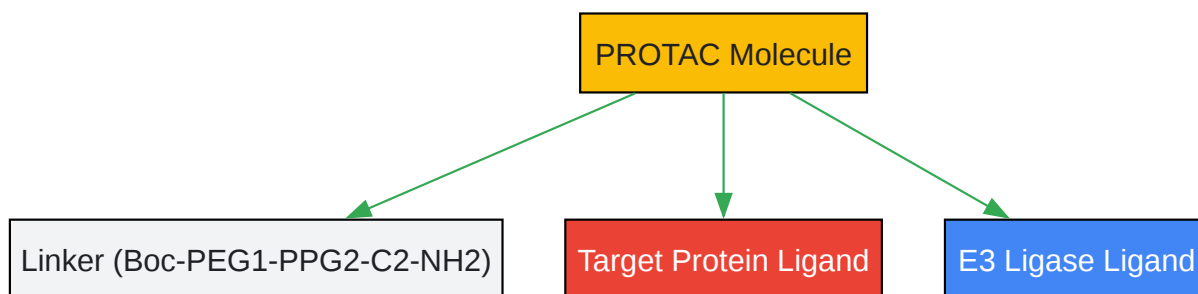 PROTAC Molecule
Linker (Boc-PEG1-PPG2-C2-NH2)
Target Protein Ligand
E3 Ligase Ligand